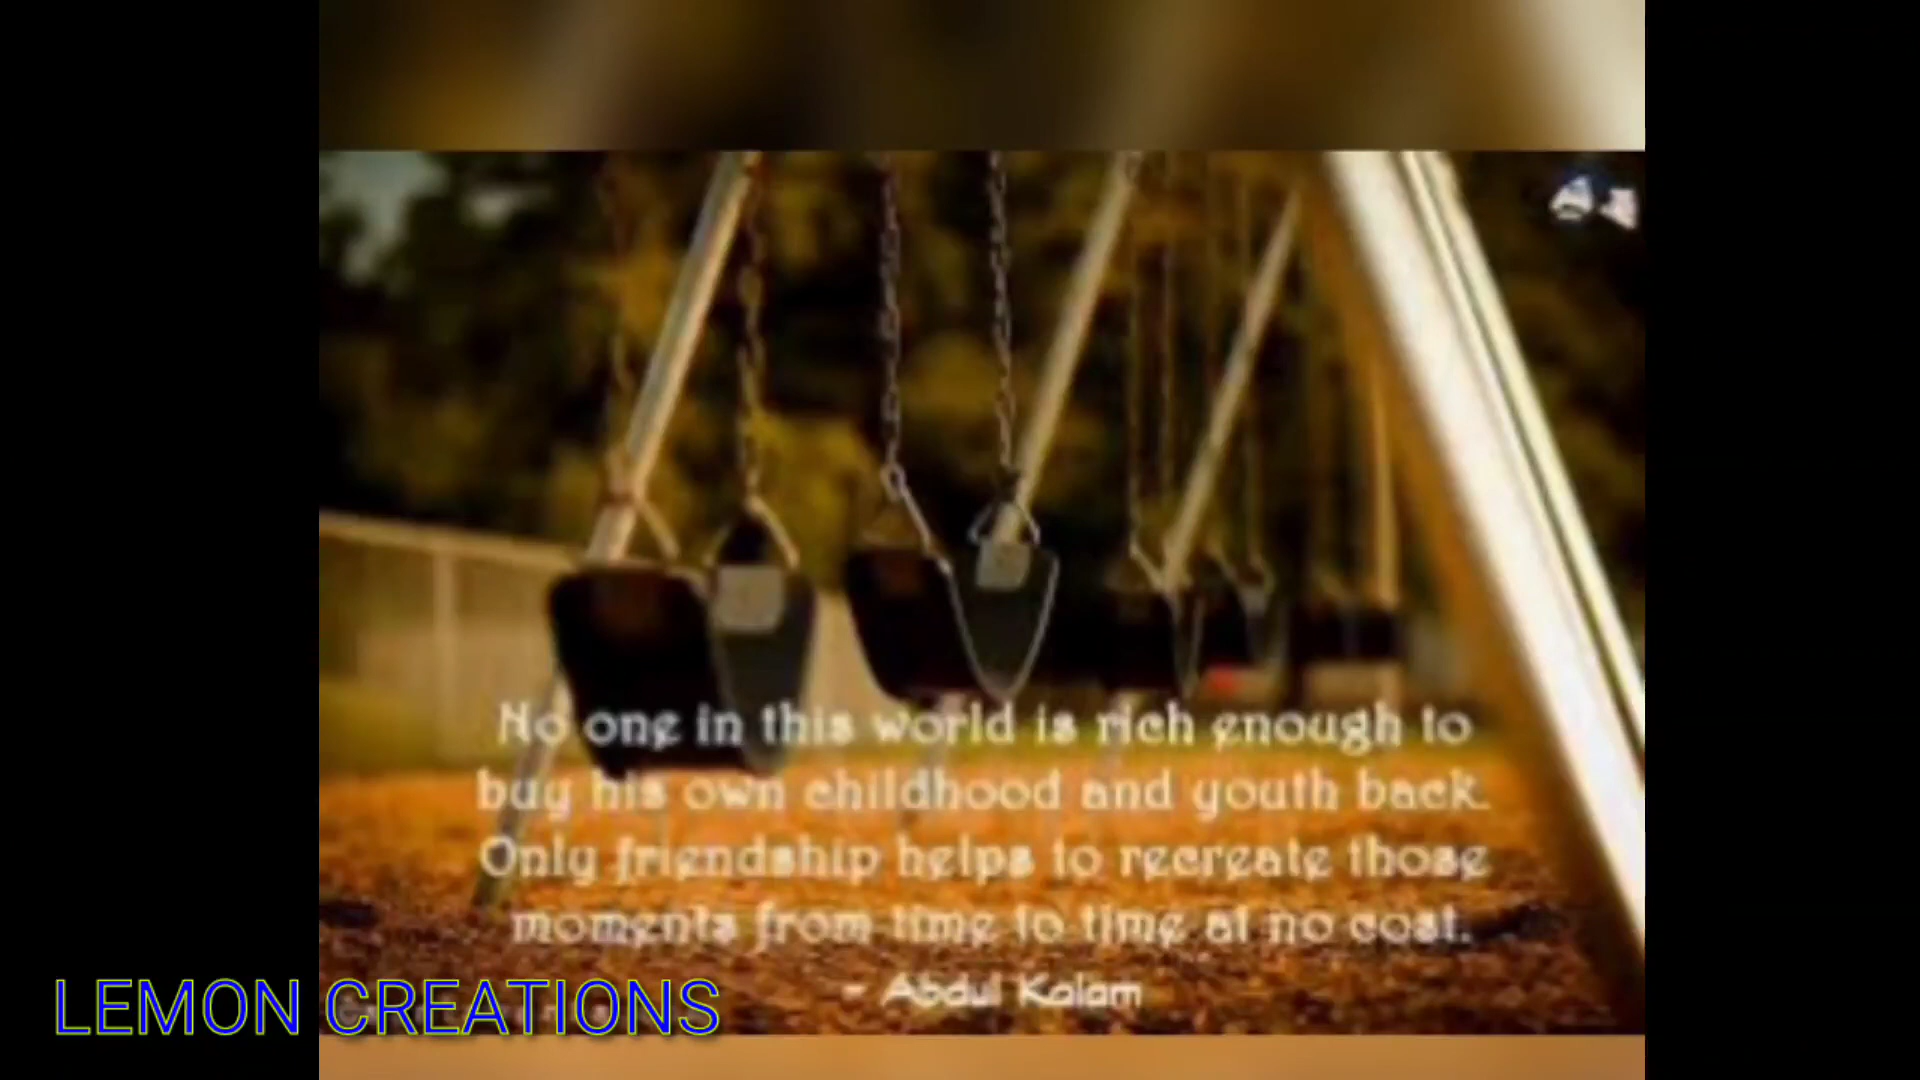 No one in this world is rich enough to
buy his own childhood and youth back.
Only friendship helps to recreate those
moments from time to time at no cost.
- Abdul Kalam
LEMON CREATIONS